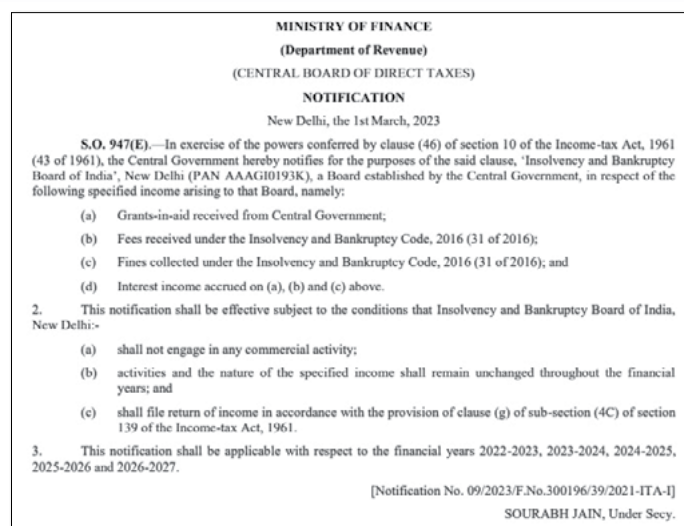 MINISTRY OF FINANCE
(Department of Revenue)
(CENTRAL BOARD OF DIRECT TAXES)
NOTIFICATION
New Delhi, the 1st March, 2023
S.O. 947(E).—In exercise of the powers conferred by clause (46) of section 10 of the Income-tax Act, 1961
(43 of 1961), the Central Government hereby notifies for the purposes of the said clause, 'Insolvency and Bankruptcy
Board of India', New Delhi (PAN AAAGI0193K), a Board established by the Central Government, in respect of the
following specified income arising to that Board, namely:
(a) Grants-in-aid received from Central Government;
(b) Fees received under the Insolvency and Bankruptcy Code, 2016 (31 of 2016);
(c) Fines collected under the Insolvency and Bankruptcy Code, 2016 (31 of 2016); and
(d) Interest income accrued on (a), (b) and (c) above.
2. This notification shall be effective subject to the conditions that Insolvency and Bankruptcy Board of India,
New Delhi:-
(a) shall not engage in any commercial activity;
(b) activities and the nature of the specified income shall remain unchanged throughout the financial
years; and
(c) shall file return of income in accordance with the provision of clause (g) of sub-section (4C) of section
139 of the Income-tax Act, 1961.
3. This notification shall be applicable with respect to the financial years 2022-2023, 2023-2024, 2024-2025,
2025-2026 and 2026-2027.
[Notification No. 09/2023/F.No.300196/39/2021-ITA-I]
SOURABH JAIN, Under Secy.